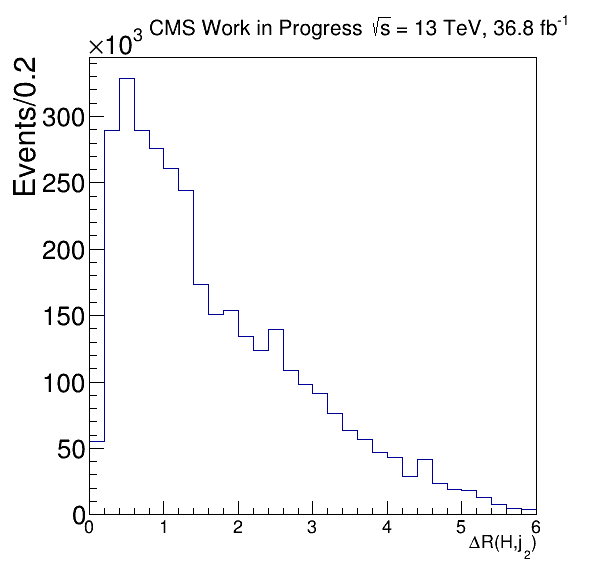 ×10³ CMS Work in Progress √s = 13 TeV, 36.8 fb⁻¹
Events/0.2
300
250
200
150
100
50
0
0 1 2 3 4 5 6
ΔR(H,j₂)